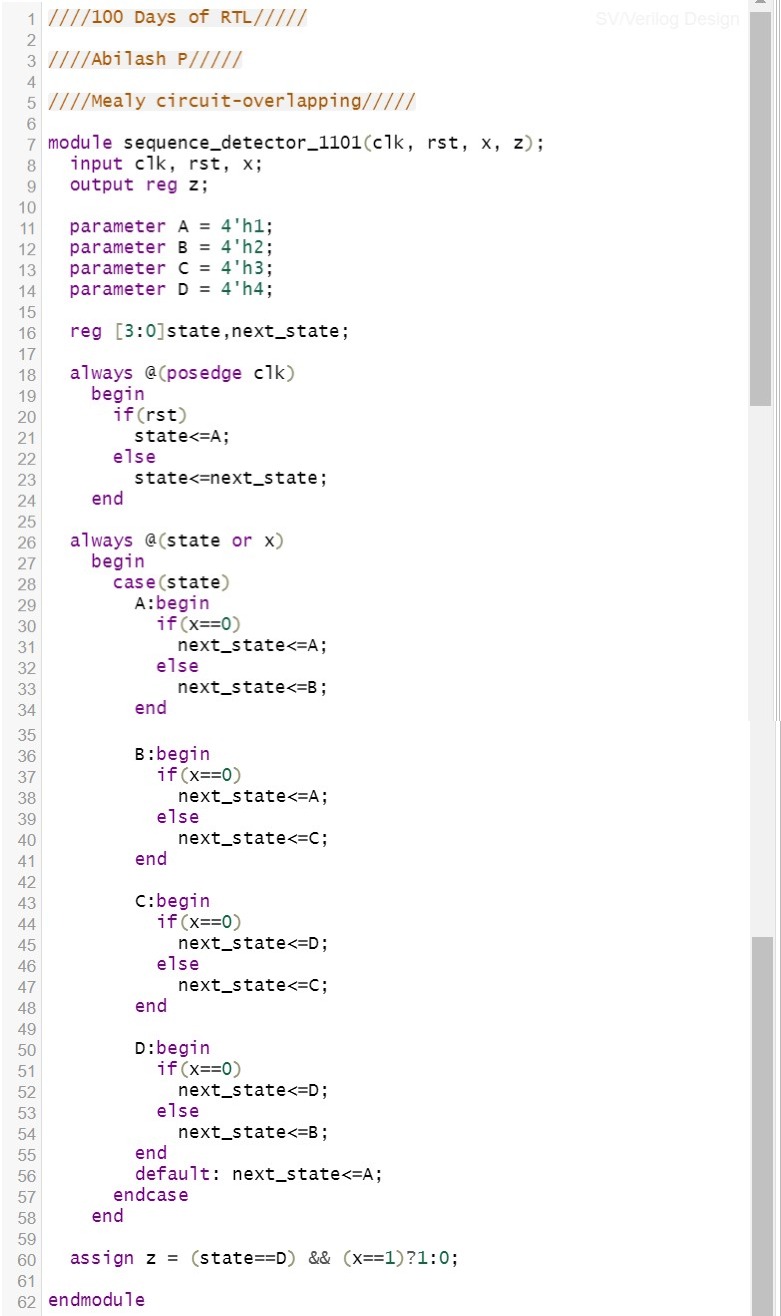 SV/Verilog Design
1 ////100 Days of RTL/////
2
3 ////Abilash P/////
4
5 ////Mealy circuit-overlapping/////
6
7 module sequence_detector_1101(clk, rst, x, z);
8   input clk, rst, x;
9   output reg z;
10
11   parameter A = 4'h1;
12   parameter B = 4'h2;
13   parameter C = 4'h3;
14   parameter D = 4'h4;
15
16   reg [3:0]state,next_state;
17
18   always @(posedge clk)
19     begin
20       if(rst)
21         state<=A;
22       else
23         state<=next_state;
24     end
25
26   always @(state or x)
27     begin
28       case(state)
29         A:begin
30           if(x==0)
31             next_state<=A;
32           else
33             next_state<=B;
34         end
35
36         B:begin
37           if(x==0)
38             next_state<=A;
39           else
40             next_state<=C;
41         end
42
43         C:begin
44           if(x==0)
45             next_state<=D;
46           else
47             next_state<=C;
48         end
49
50         D:begin
51           if(x==0)
52             next_state<=D;
53           else
54             next_state<=B;
55         end
56         default: next_state<=A;
57       endcase
58     end
59
60   assign z = (state==D) && (x==1)?1:0;
61
62 endmodule